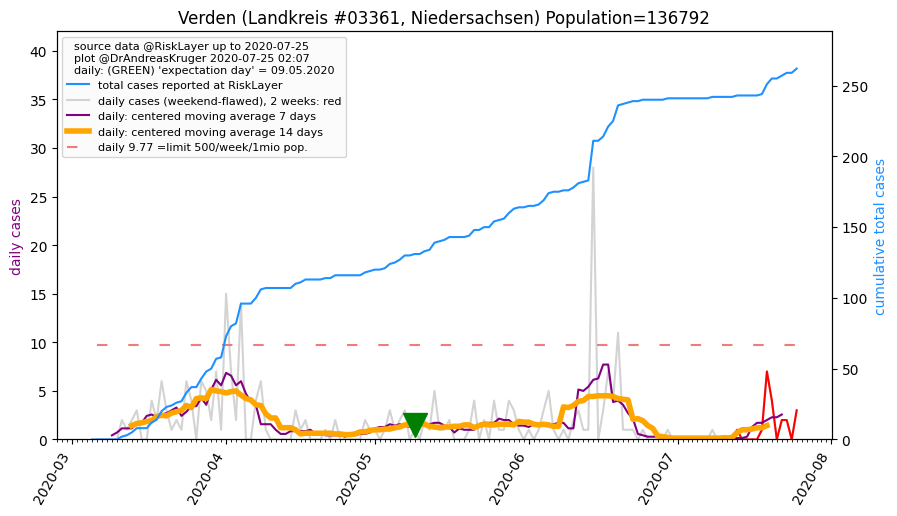 Verden (Landkreis #03361, Niedersachsen) Population=136792
source data @RiskLayer up to 2020-07-25
plot @DrAndreasKruger 2020-07-25 02:07
daily: (GREEN) 'expectation day' = 09.05.2020
total cases reported at RiskLayer
daily cases (weekend-flawed), 2 weeks: red
daily: centered moving average 7 days
daily: centered moving average 14 days
daily 9.77 =limit 500/week/1mio pop.
daily cases
40
35
30
25
20
15
10
5
0
cumulative total cases
250
200
150
100
50
0
2020-03
2020-04
2020-05
2020-06
2020-07
2020-08